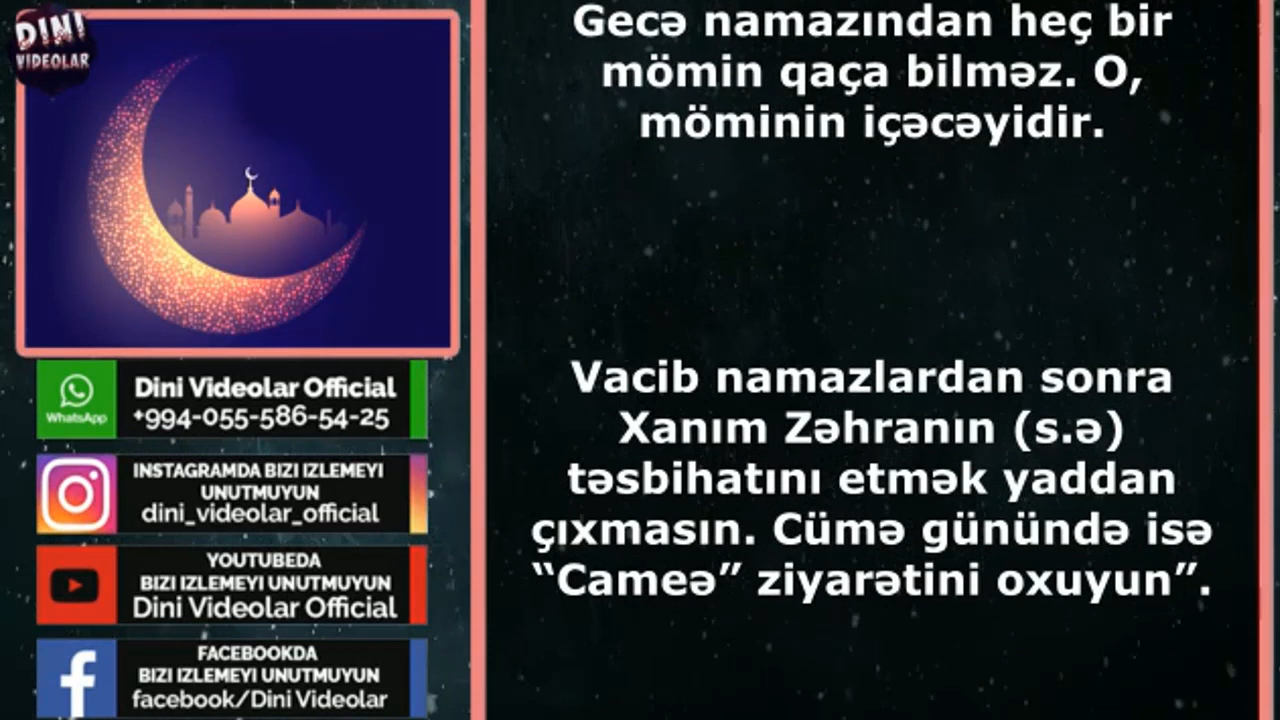 DINI
VIDEOLAR
Gecə namazından heç bir
mömin qaça bilməz. O,
möminin içəcəyidir.
Vacib namazlardan sonra
Xanım Zəhranın (s.ə)
təsbihatını etmək yaddan
çıxmasın. Cümə günündə isə
“Cameə” ziyarətini oxuyun”.
WhatsApp
Dini Videolar Official
+994-055-586-54-25
INSTAGRAMDA BIZI IZLEMEYI
UNUTMUYUN
dini_videolar_official
YOUTUBEDA
BIZI IZLEMEYI UNUTMUYUN
Dini Videolar Official
FACEBOOKDA
BIZI IZLEMEYI UNUTMUYUN
facebook/Dini Videolar